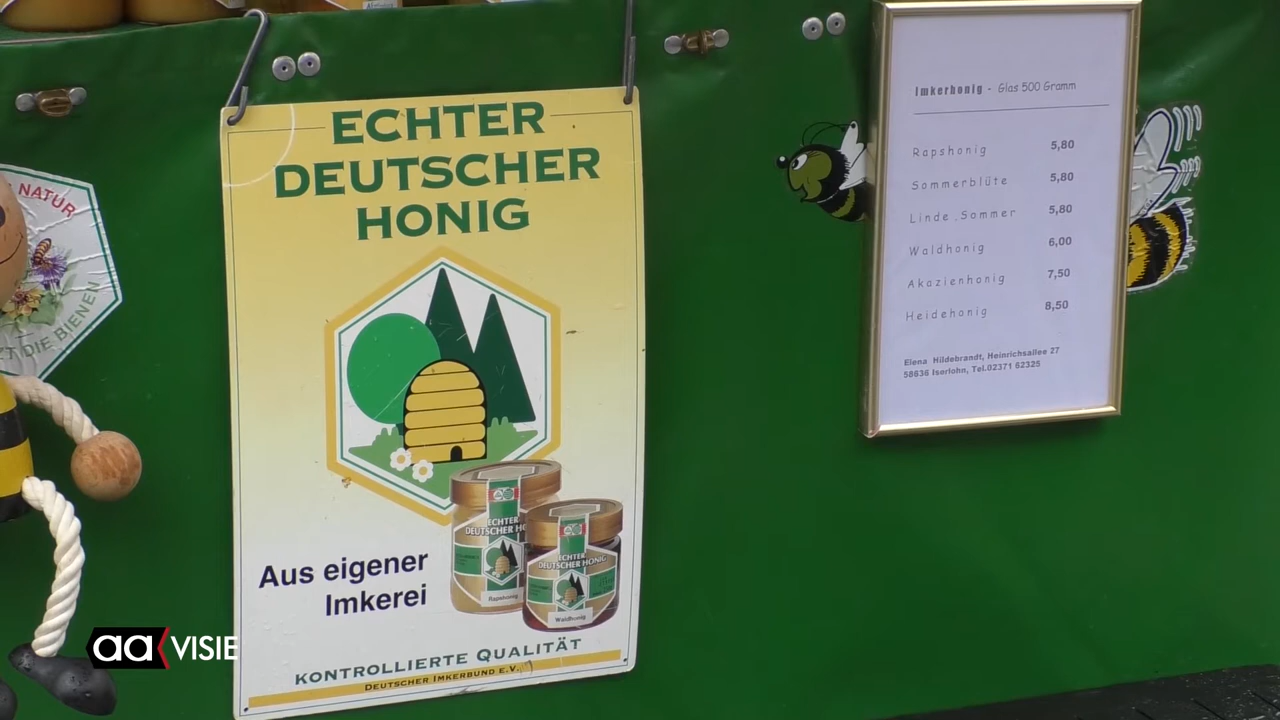 NATUR
ZT DIE BIENEN
ECHTER
DEUTSCHER
HONIG
ECHTER
DEUTSCHER HO
Rapshonig
ECHTER
DEUTSCHER HONIG
Waldhonig
Aus eigener
Imkerei
KONTROLLIERTE QUALITÄT
DEUTSCHER IMKERBUND E.V.
Imkerhonig - Glas 500 Gramm
Rapshonig 5,80
Sommerblüte 5,80
Linde.Sommer 5,80
Waldhonig 6,00
Akazienhonig 7,50
Heidehonig 8,50
Elena Hildebrandt, Heinrichsallee 27
58636 Iserlohn, Tel.02371 62325
aa VISIE